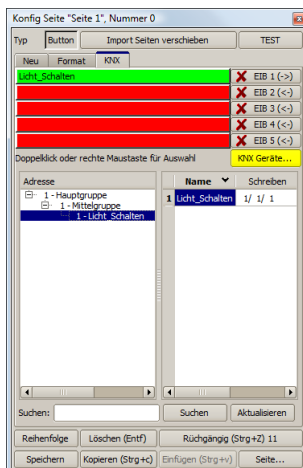 Konfig Seite "Seite 1", Nummer 0
Typ Button Import Seiten verschieben TEST
Neu Format KNX
Licht_Schalten EIB 1 (->)
EIB 2 (<-)
EIB 3 (<-)
EIB 4 (<-)
EIB 5 (<-)
Doppelklick oder rechte Maustaste für Auswahl KNX Geräte...
Adresse Name Schreiben
1 - Hauptgruppe 1 Licht_Schalten 1/ 1/ 1
1 - Mittelgruppe
1 - Licht_Schalten
Suchen: Suchen Aktualisieren
Reihenfolge Löschen (Entf) Rückgängig (Strg+Z) 11
Speichern Kopieren (Strg+c) Einfügen (Strg+v) Seite...